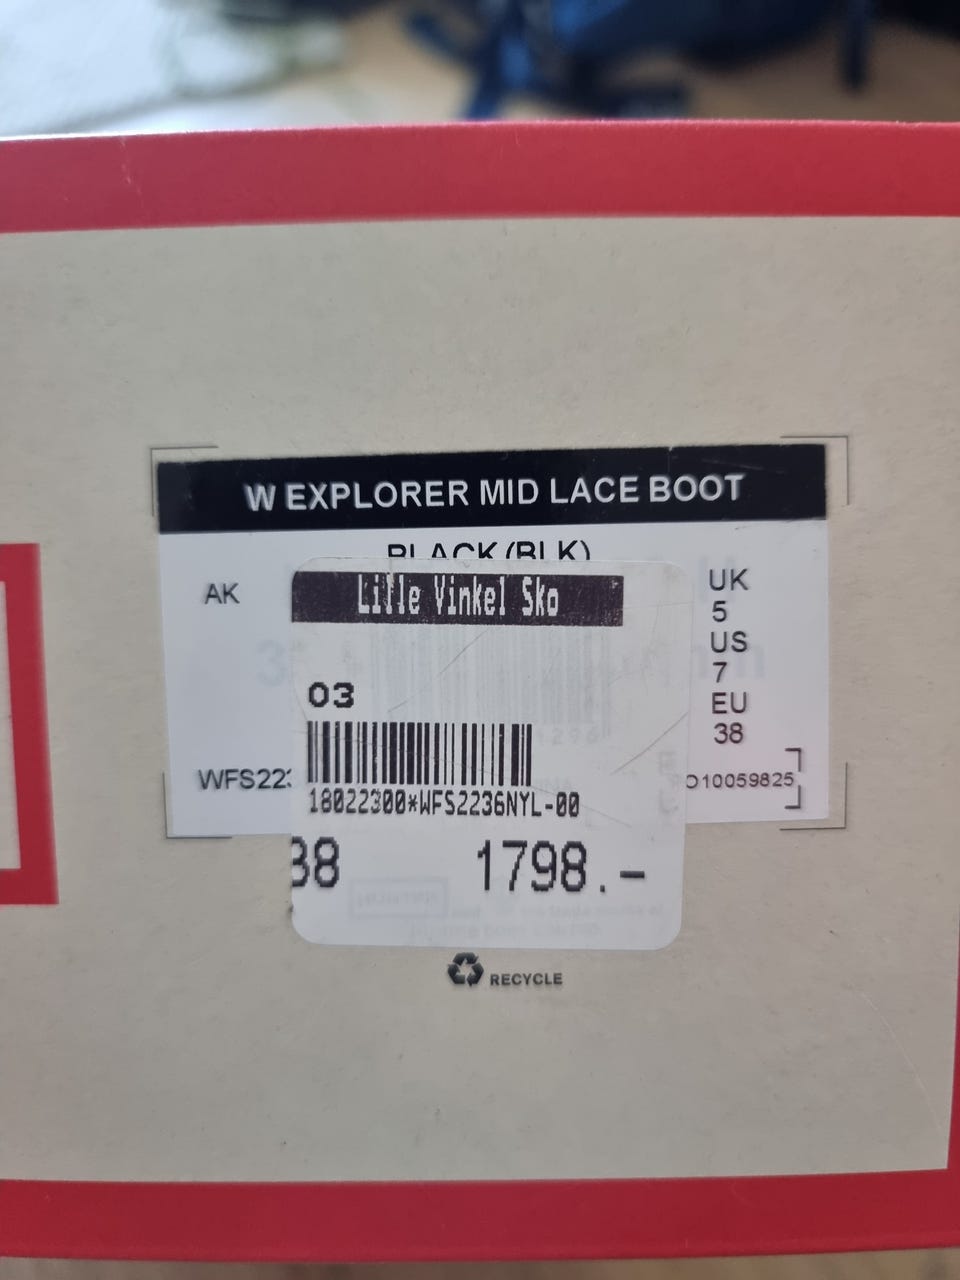 W EXPLORER MID LACE BOOT
BLACK (BLK)
AK
Lille Vinkel Sko
UK
5
US
7
EU
38
03
WFS223
O10059825
18022300*WFS2236NYL-00
38
1798.-
RECYCLE